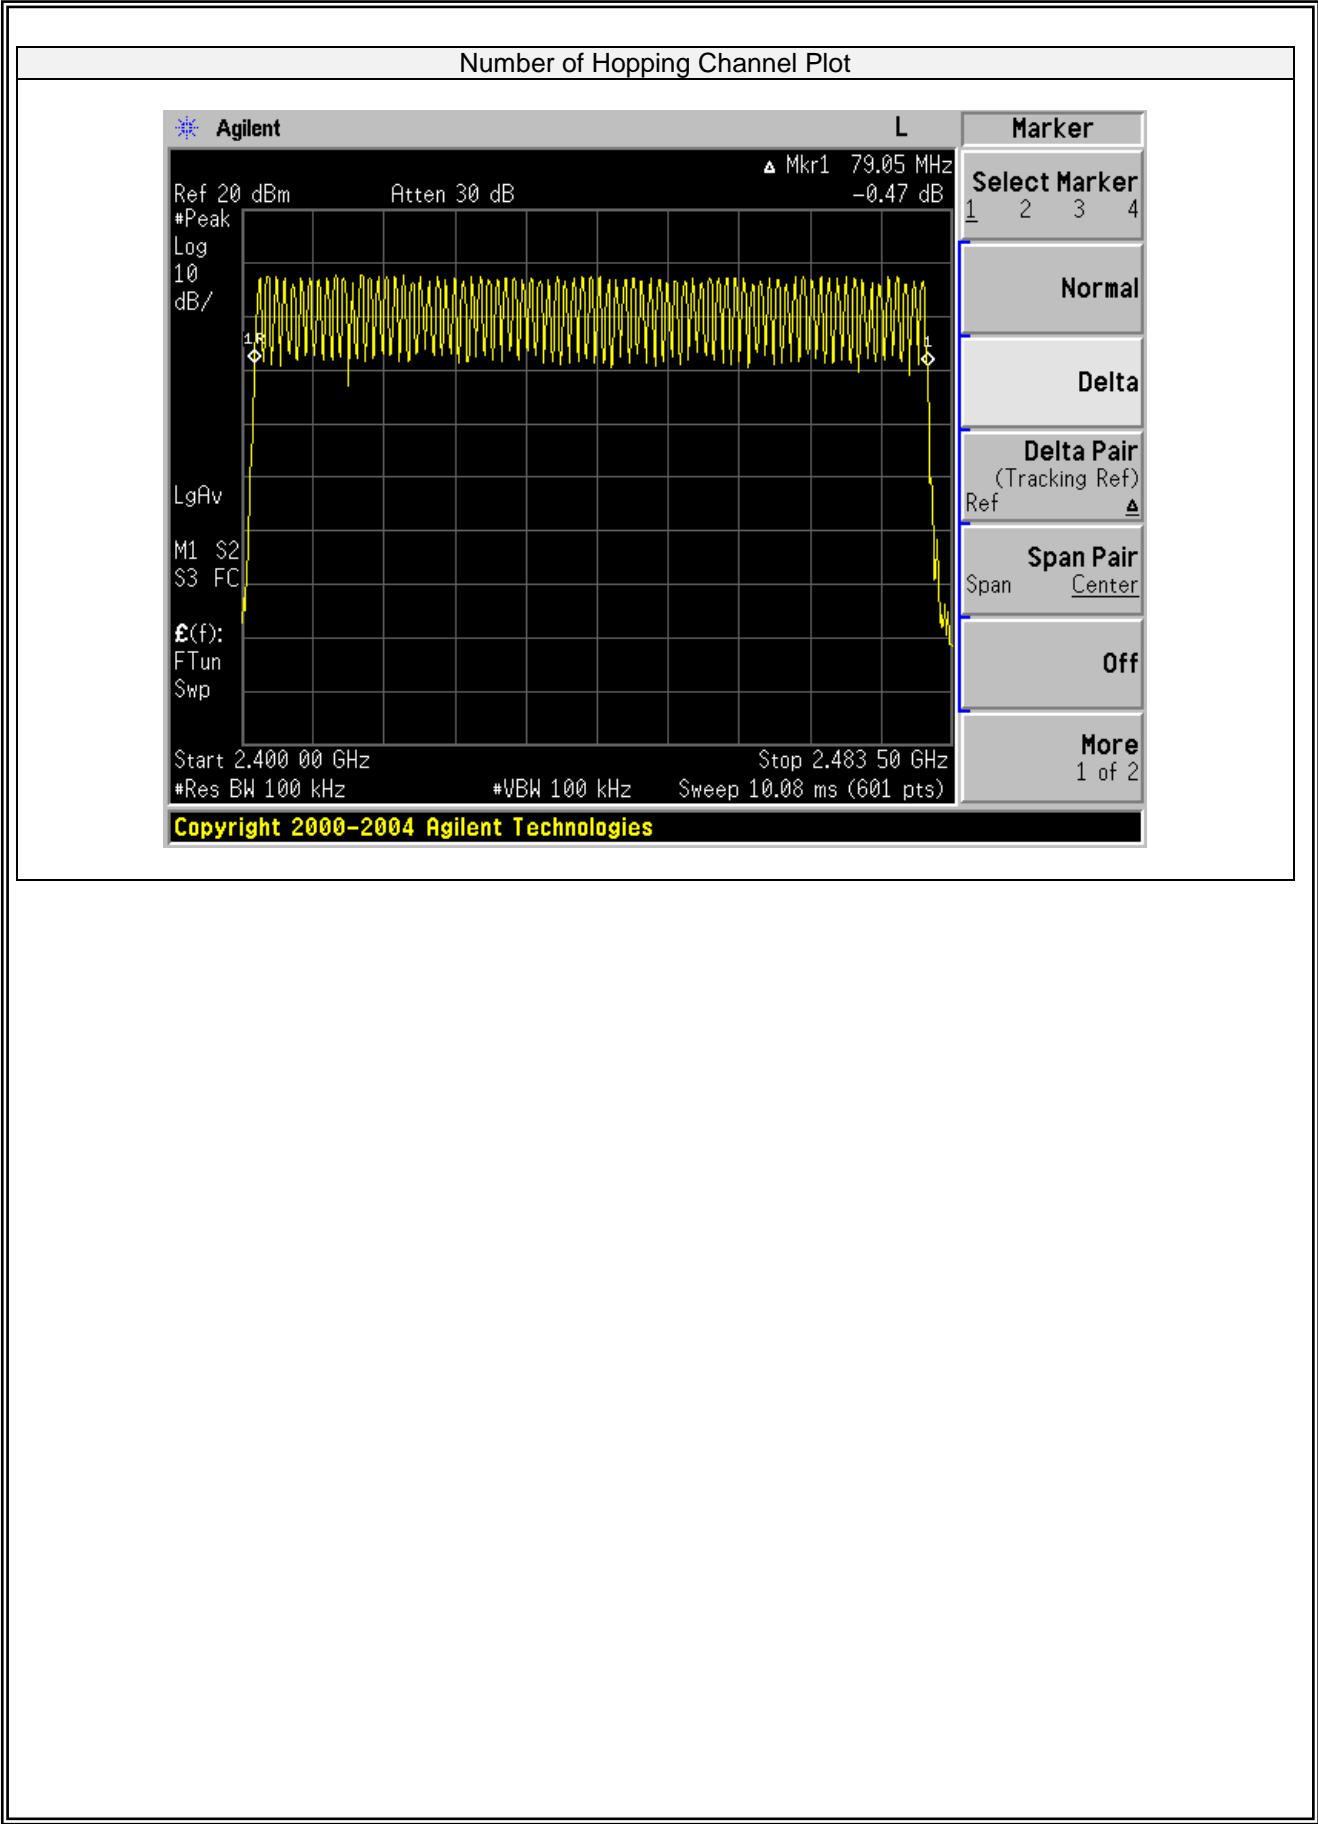 Number of Hopping Channel Plot
Agilent
L
Marker
Δ Mkr1 79.05 MHz
Ref 20 dBm Atten 30 dB -0.47 dB
#Peak
Log
10
dB/
1R
1
LgAv
M1 S2
S3 FC
£(f):
FTun
Swp
Start 2.400 00 GHz Stop 2.483 50 GHz
#Res BW 100 kHz #VBW 100 kHz Sweep 10.08 ms (601 pts)
Copyright 2000-2004 Agilent Technologies
Select Marker
1 2 3 4
Normal
Delta
Delta Pair
(Tracking Ref)
Ref Δ
Span Pair
Span Center
Off
More
1 of 2